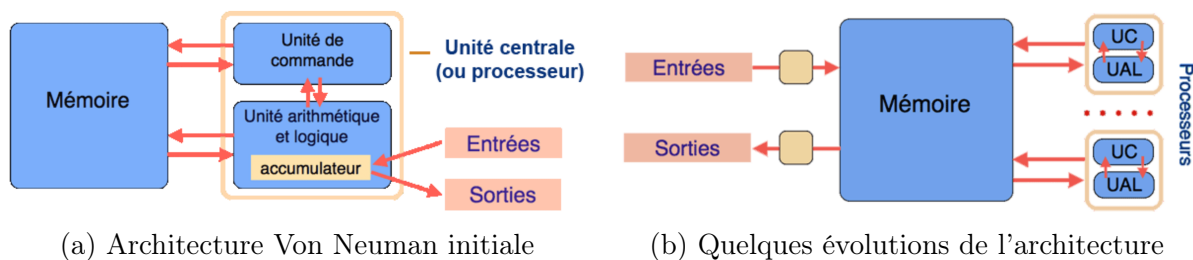 Mémoire
Unité de
commande
Unité arithmétique
et logique
accumulateur
Unité centrale
(ou processeur)
Entrées
Sorties
(a) Architecture Von Neuman initiale
Entrées
Sorties
Mémoire
UC
UAL
UC
UAL
Processeurs
(b) Quelques évolutions de l'architecture